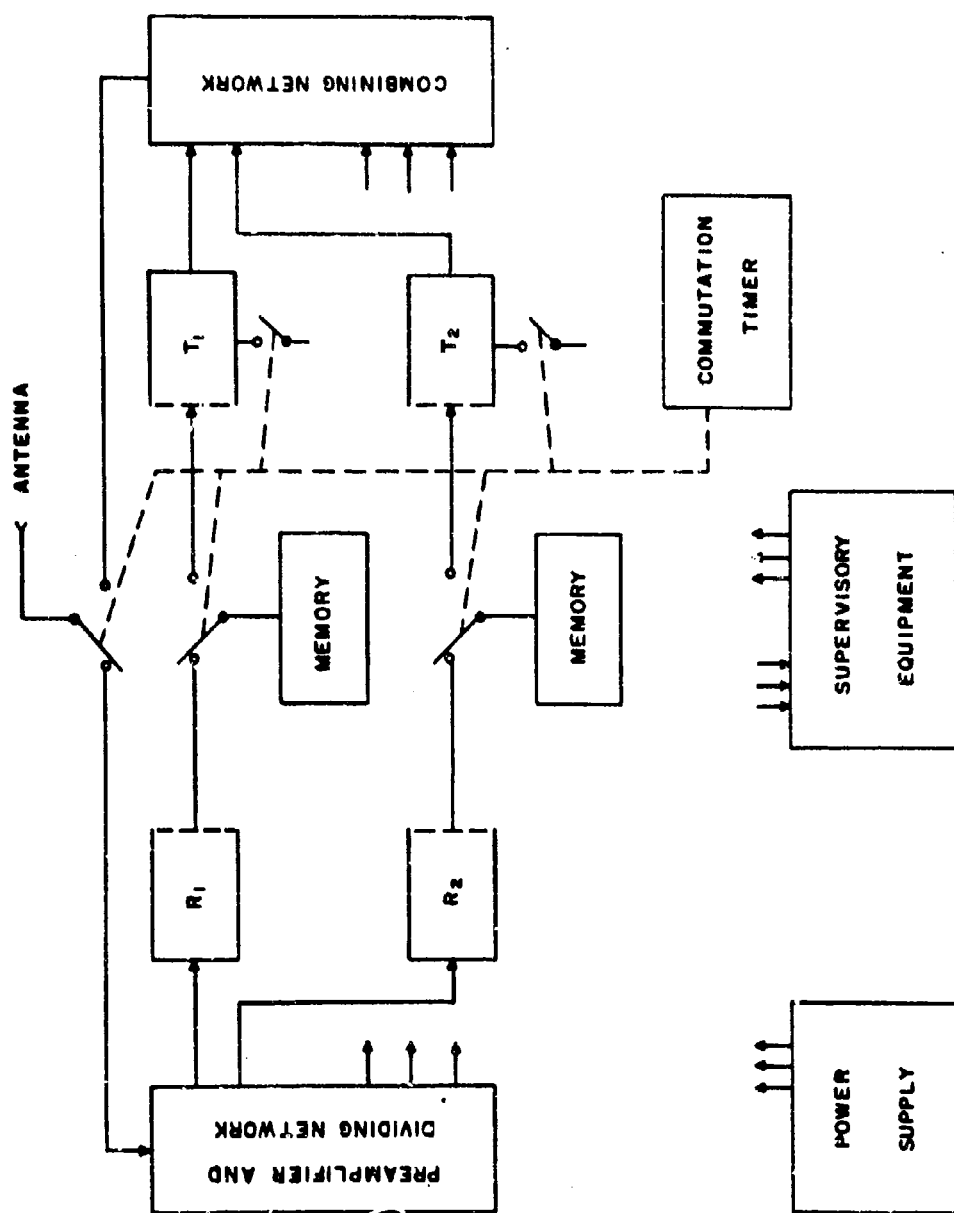 ANTENNA
COMBINING NETWORK
PREAMPLIFIER AND
DIVIDING NETWORK
R1
T1
MEMORY
R2
T2
MEMORY
COMMUTATION
TIMER
POWER
SUPPLY
SUPERVISORY
EQUIPMENT